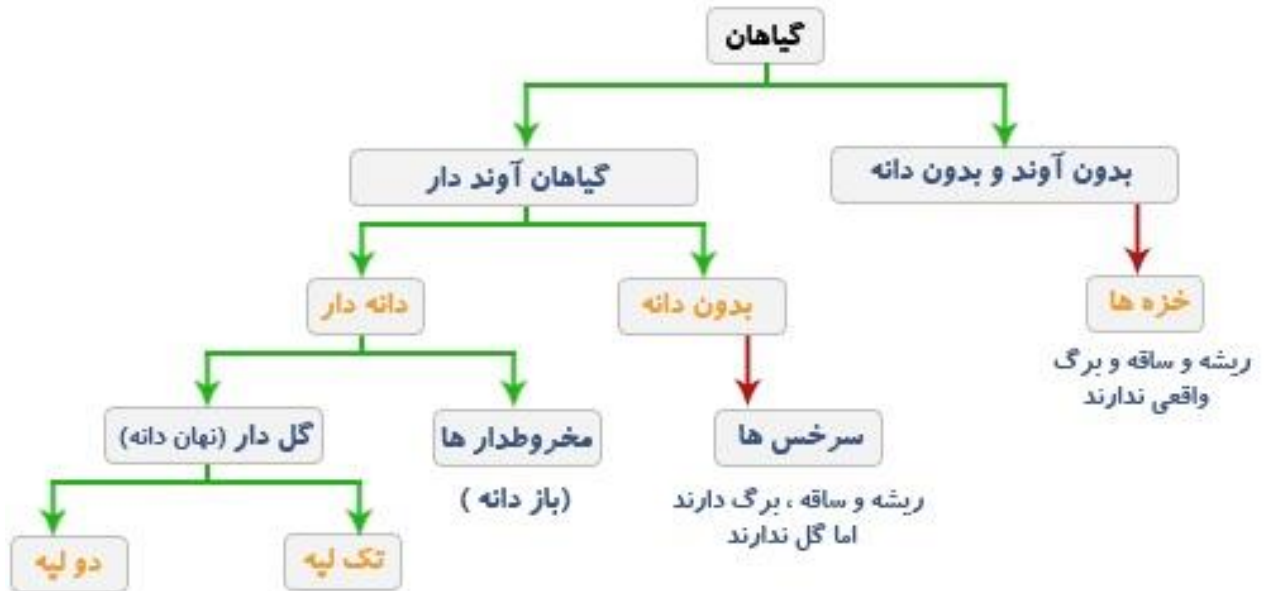 گیاهان
بدون آوند و بدون دانه
گیاهان آوند دار
خزه ها
ریشه و ساقه و برگ
واقعی ندارند
بدون دانه
دانه دار
سرخس ها
ریشه و ساقه ، برگ دارند
اما گل ندارند
مخروطدار ها
(باز دانه )
گل دار (نهان دانه)
تک لپه
دو لپه